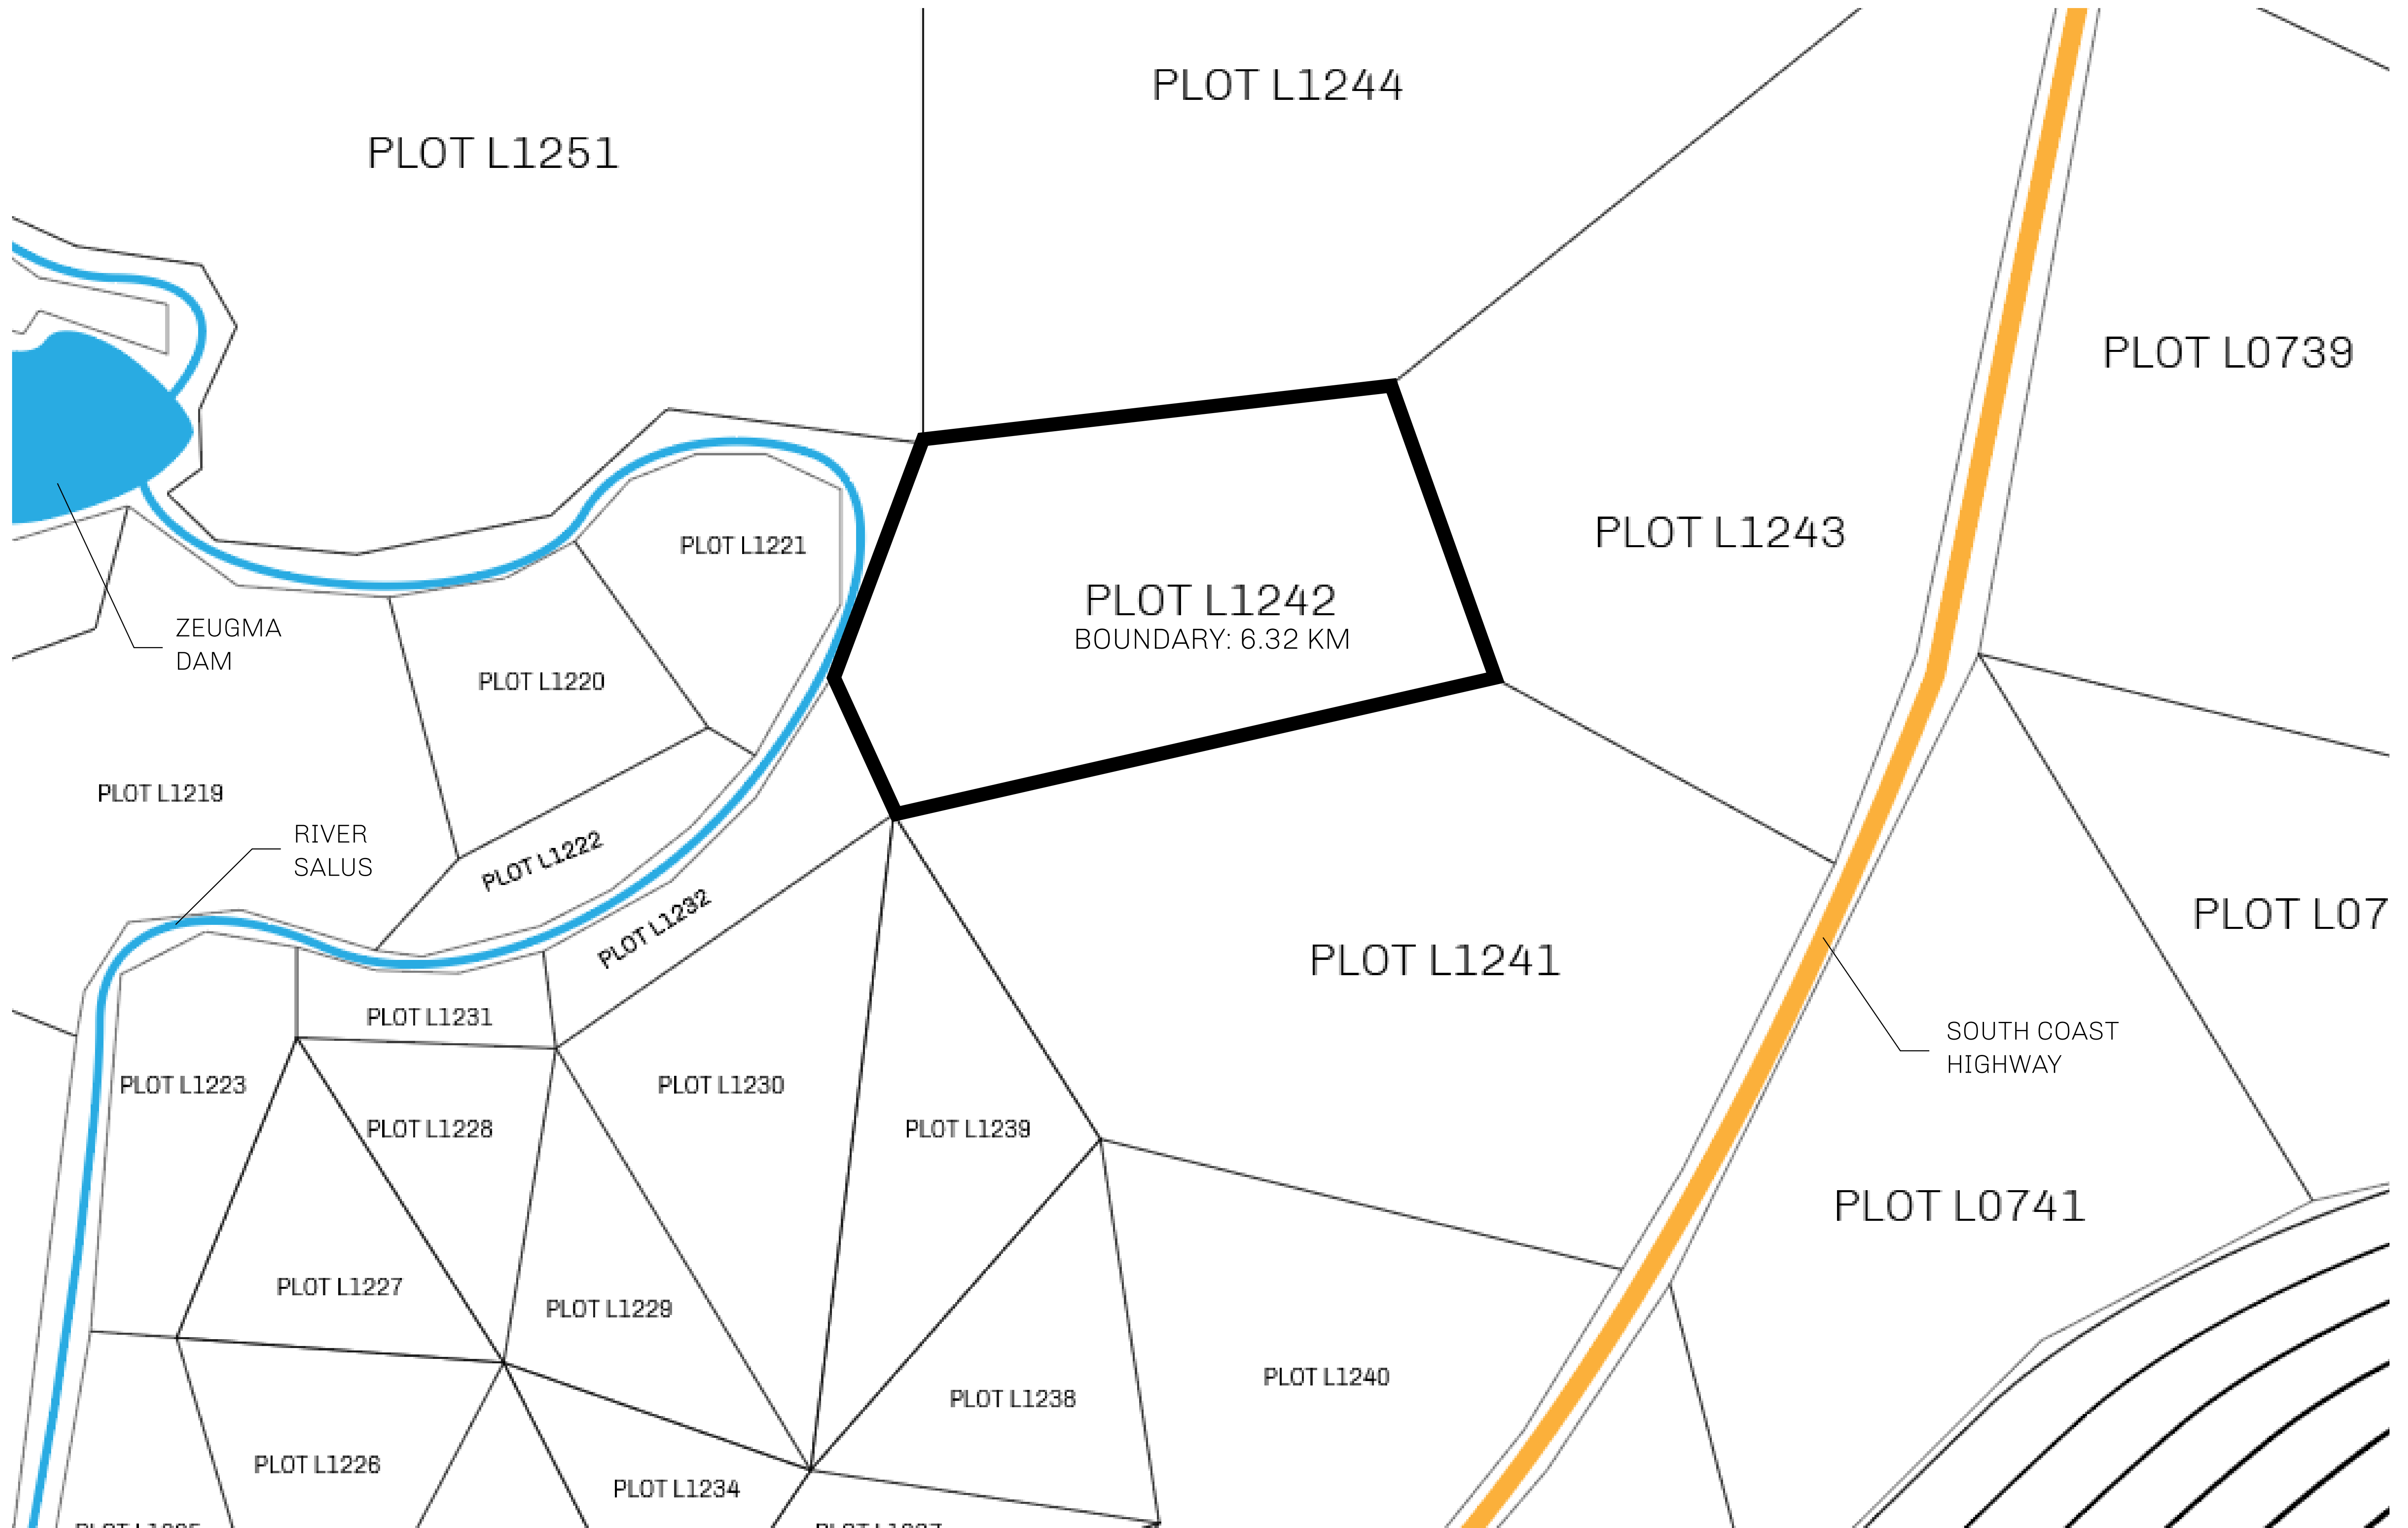 PLOT L1244
PLOT L1251
PLOT L0739
PLOT L1243
PLOT L1221
PLOT L1242
BOUNDARY: 6.32 KM
ZEUGMA
DAM
PLOT L1220
PLOT L1219
RIVER
SALUS
PLOT L1222
PLOT L1232
PLOT L07
PLOT L1241
PLOT L1231
SOUTH COAST
HIGHWAY
PLOT L1223
PLOT L1230
PLOT L1228
PLOT L1239
PLOT L0741
PLOT L1227
PLOT L1229
PLOT L1240
PLOT L1238
PLOT L1226
PLOT L1234